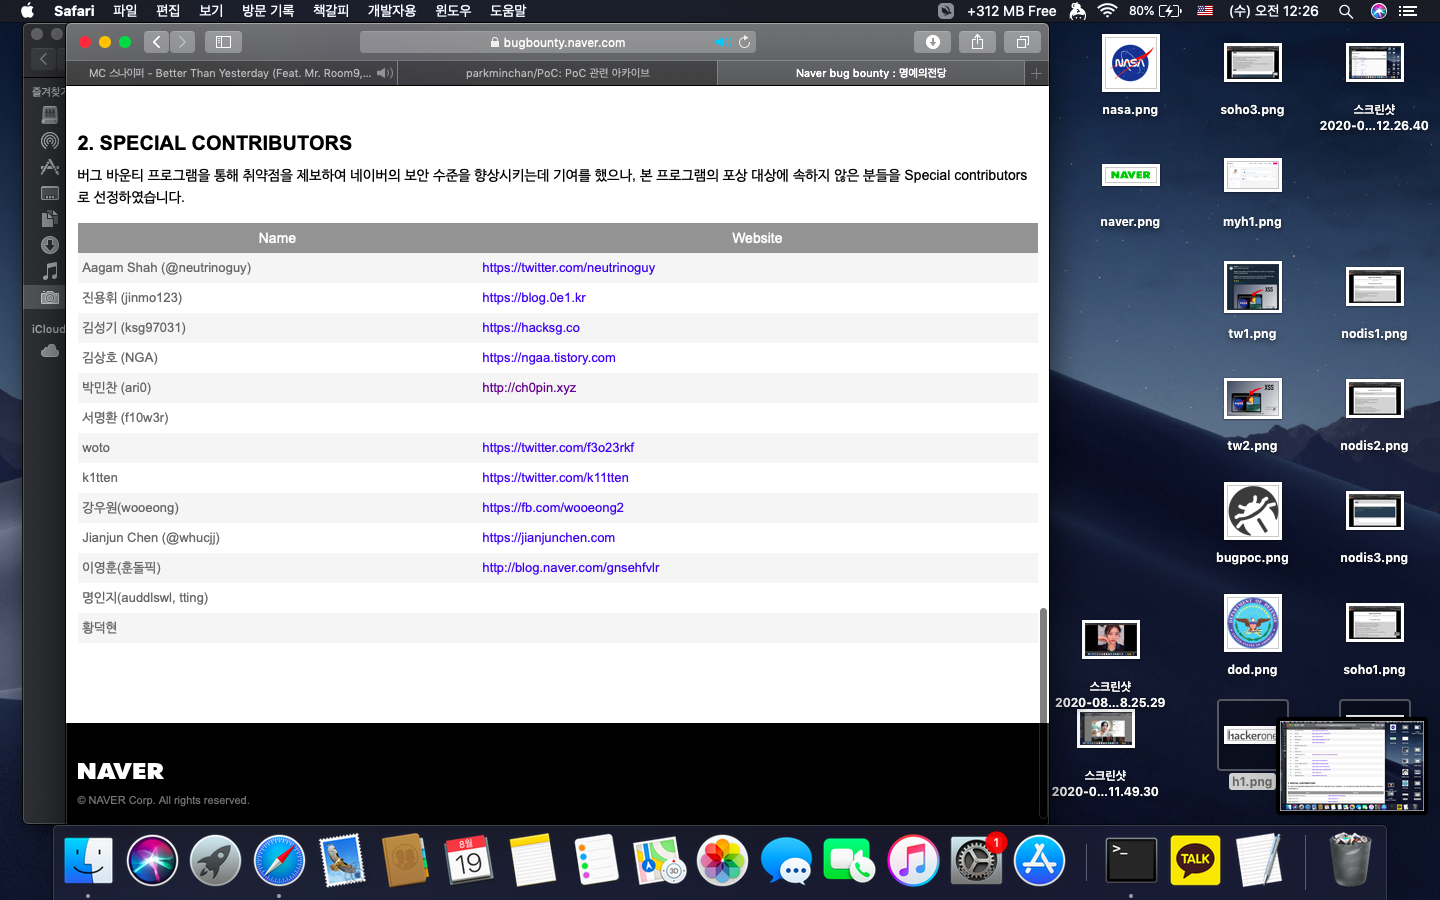 Safari 파일 편집 보기 방문 기록 책갈피 개발자용 윈도우 도움말 +312 MB Free 80% (수) 오전 12:26
bugbounty.naver.com
MC 스나이퍼 - Better Than Yesterday (Feat. Mr. Room9,...
parkminchan/PoC: PoC 관련 아카이브
Naver bug bounty : 명예의전당
즐겨찾기
iCloud
2. SPECIAL CONTRIBUTORS
버그 바운티 프로그램을 통해 취약점을 제보하여 네이버의 보안 수준을 향상시키는데 기여를 했으나, 본 프로그램의 포상 대상에 속하지 않은 분들을 Special contributors
로 선정하였습니다.
Name Website
Aagam Shah (@neutrinoguy) https://twitter.com/neutrinoguy
진용휘 (jinmo123) https://blog.0e1.kr
김성기 (ksg97031) https://hacksg.co
김상호 (NGA) https://ngaa.tistory.com
박민찬 (ari0) http://ch0pin.xyz
서명환 (f10w3r)
woto https://twitter.com/f3o23rkf
k1tten https://twitter.com/k11tten
강우원(wooeong) https://fb.com/wooeong2
Jianjun Chen (@whucjj) https://jianjunchen.com
이영훈(훈돌픽) http://blog.naver.com/gnsehfvlr
명인지(auddlswl, tting)
황덕현
NAVER
© NAVER Corp. All rights reserved.
NASA
nasa.png
soho3.png
스크린샷
2020-0...12.26.40
NAVER
naver.png
myh1.png
XSS
tw1.png
nodis1.png
XSS
tw2.png
nodis2.png
bugpoc.png
nodis3.png
dod.png
soho1.png
스크린샷
2020-08...8.25.29
스크린샷
2020-0...11.49.30
hackerone
h1.png
8월
19
3D
1
>_
TALK